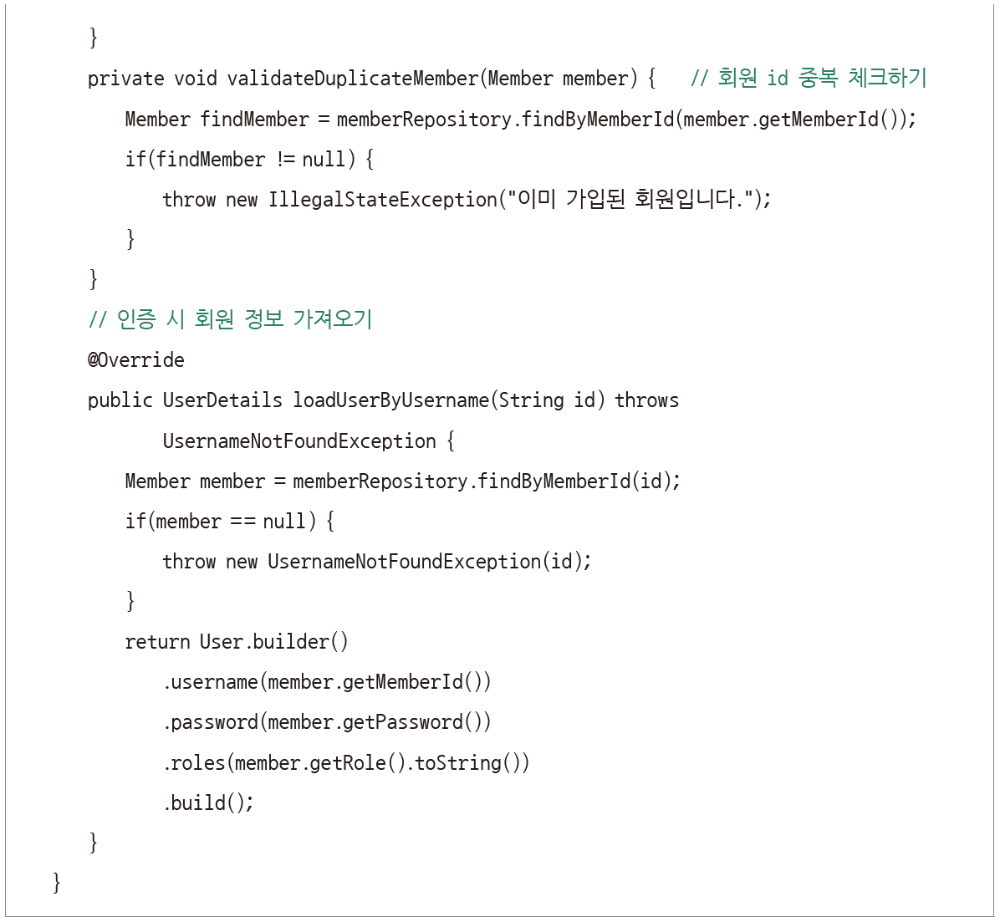 }
private void validateDuplicateMember(Member member) { // 회원 id 중복 체크하기
Member findMember = memberRepository.findByMemberId(member.getMemberId());
if(findMember != null) {
throw new IllegalStateException("이미 가입된 회원입니다.");
}
}
// 인증 시 회원 정보 가져오기
@Override
public UserDetails loadUserByUsername(String id) throws
UsernameNotFoundException {
Member member = memberRepository.findByMemberId(id);
if(member == null) {
throw new UsernameNotFoundException(id);
}
return User.builder()
.username(member.getMemberId())
.password(member.getPassword())
.roles(member.getRole().toString())
.build();
}
}